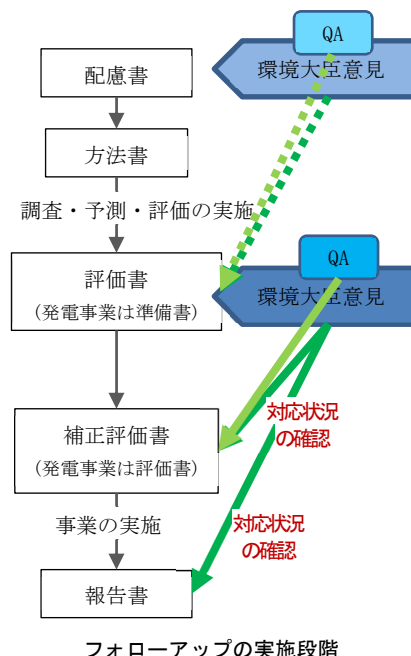 QA
環境大臣意見
配慮書
方法書
調査・予測・評価の実施
評価書
(発電事業は準備書)
QA
環境大臣意見
対応状況
の確認
補正評価書
(発電事業は評価書)
事業の実施
対応状況
の確認
報告書
フォローアップの実施段階